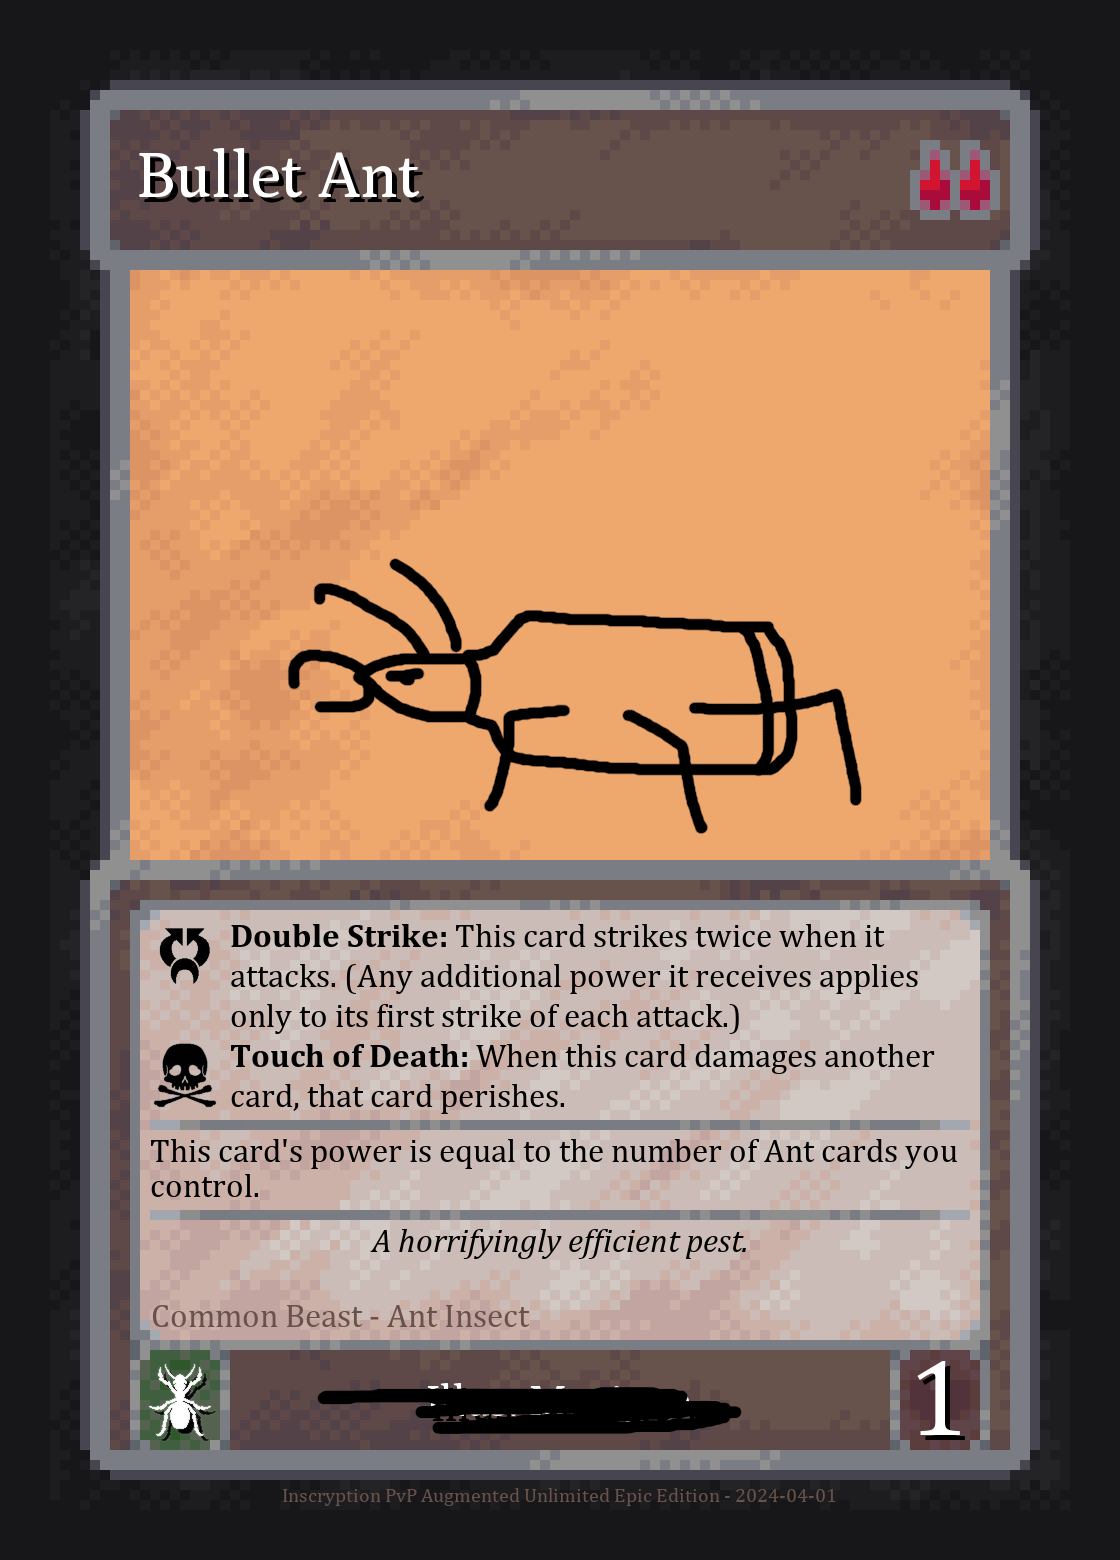 Bullet Ant
Double Strike: This card strikes twice when it
attacks. (Any additional power it receives applies
only to its first strike of each attack.)
Touch of Death: When this card damages another
card, that card perishes.
This card's power is equal to the number of Ant cards you
control.
A horrifyingly efficient pest.
Common Beast - Ant Insect
1
Inscryption PvP Augmented Unlimited Epic Edition - 2024-04-01